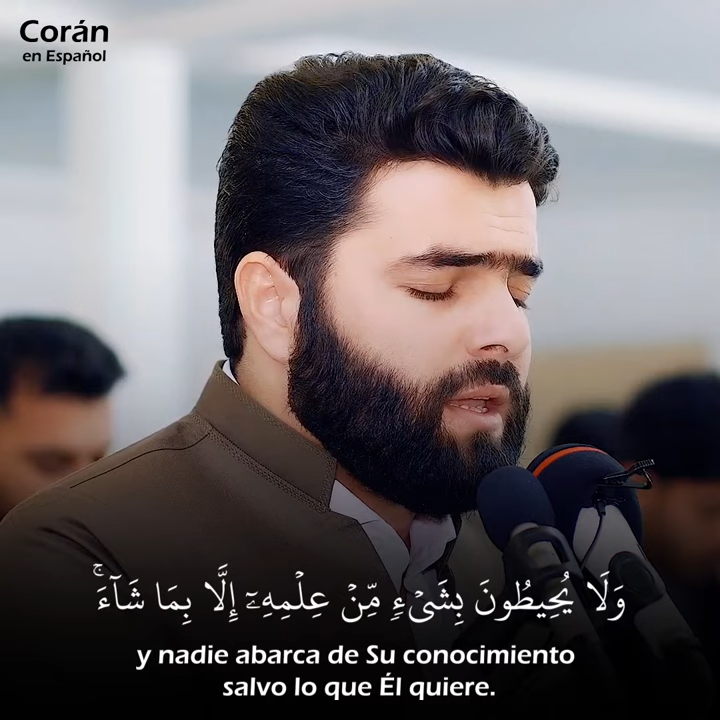 Corán
en Español
وَلَا يُحِيطُونَ بِشَىْءٍ مِّنْ عِلْمِهِۦٓ إِلَّا بِمَا شَآءَ ۚ
y nadie abarca de Su conocimiento
salvo lo que Él quiere.